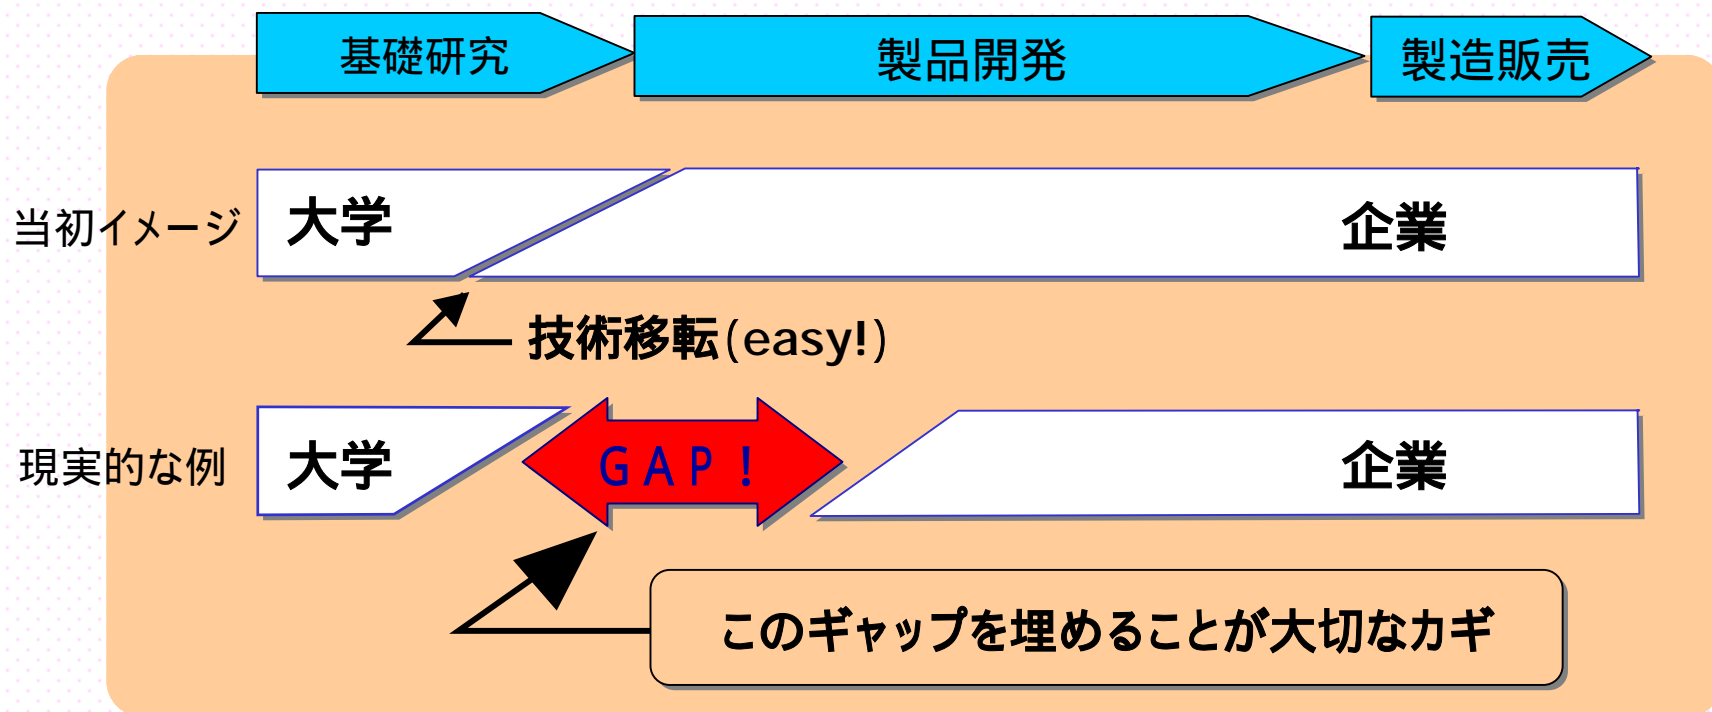 基礎研究
製品開発
製造販売
当初イメージ
大学
企業
技術移転(easy!)
現実的な例
大学
GAP!
企業
このギャップを埋めることが大切なカギ